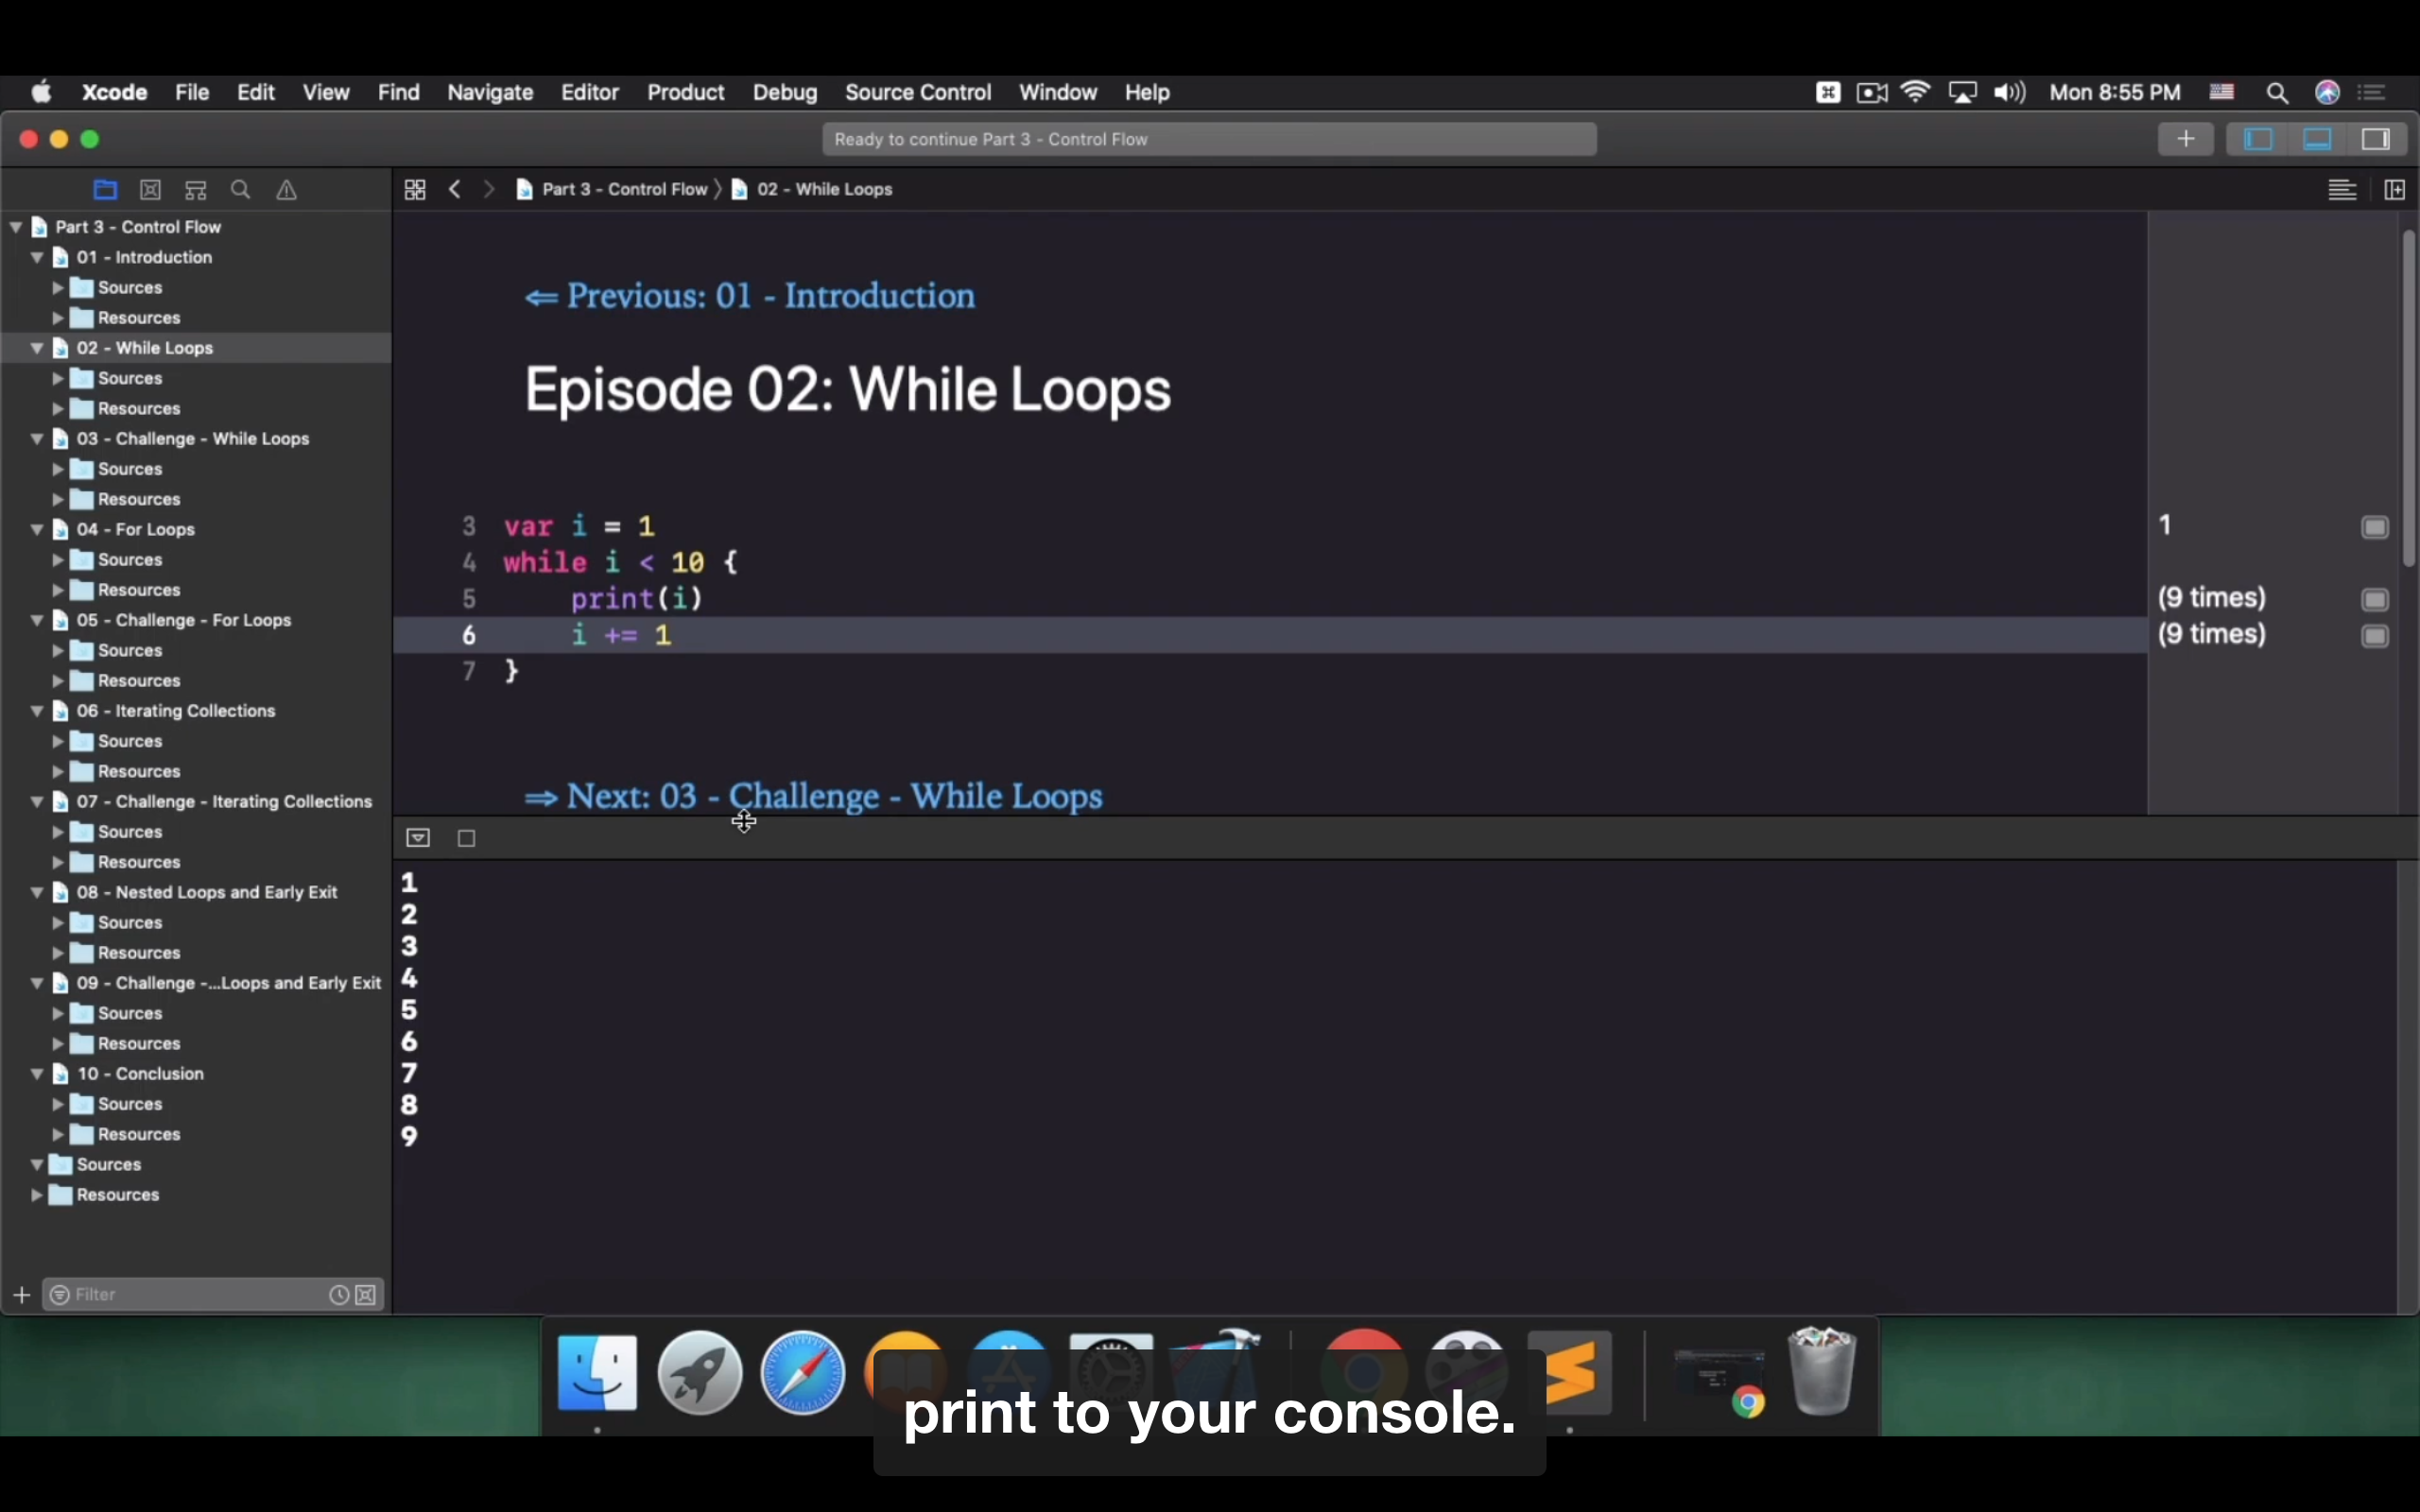 Xcode File Edit View Find Navigate Editor Product Debug Source Control Window Help Mon 8:55 PM
Ready to continue Part 3 - Control Flow
Part 3 - Control Flow 02 - While Loops
Part 3 - Control Flow
01 - Introduction
Sources
Resources
02 - While Loops
Sources
Resources
03 - Challenge - While Loops
Sources
Resources
04 - For Loops
Sources
Resources
05 - Challenge - For Loops
Sources
Resources
06 - Iterating Collections
Sources
Resources
07 - Challenge - Iterating Collections
Sources
Resources
08 - Nested Loops and Early Exit
Sources
Resources
09 - Challenge -...Loops and Early Exit
Sources
Resources
10 - Conclusion
Sources
Resources
Sources
Resources
Filter
⇐ Previous: 01 - Introduction
Episode 02: While Loops
3 var i = 1
4 while i < 10 {
5 print(i)
6 i += 1
7 }
⇒ Next: 03 - Challenge - While Loops
1
(9 times)
(9 times)
1
2
3
4
5
6
7
8
9
print to your console.